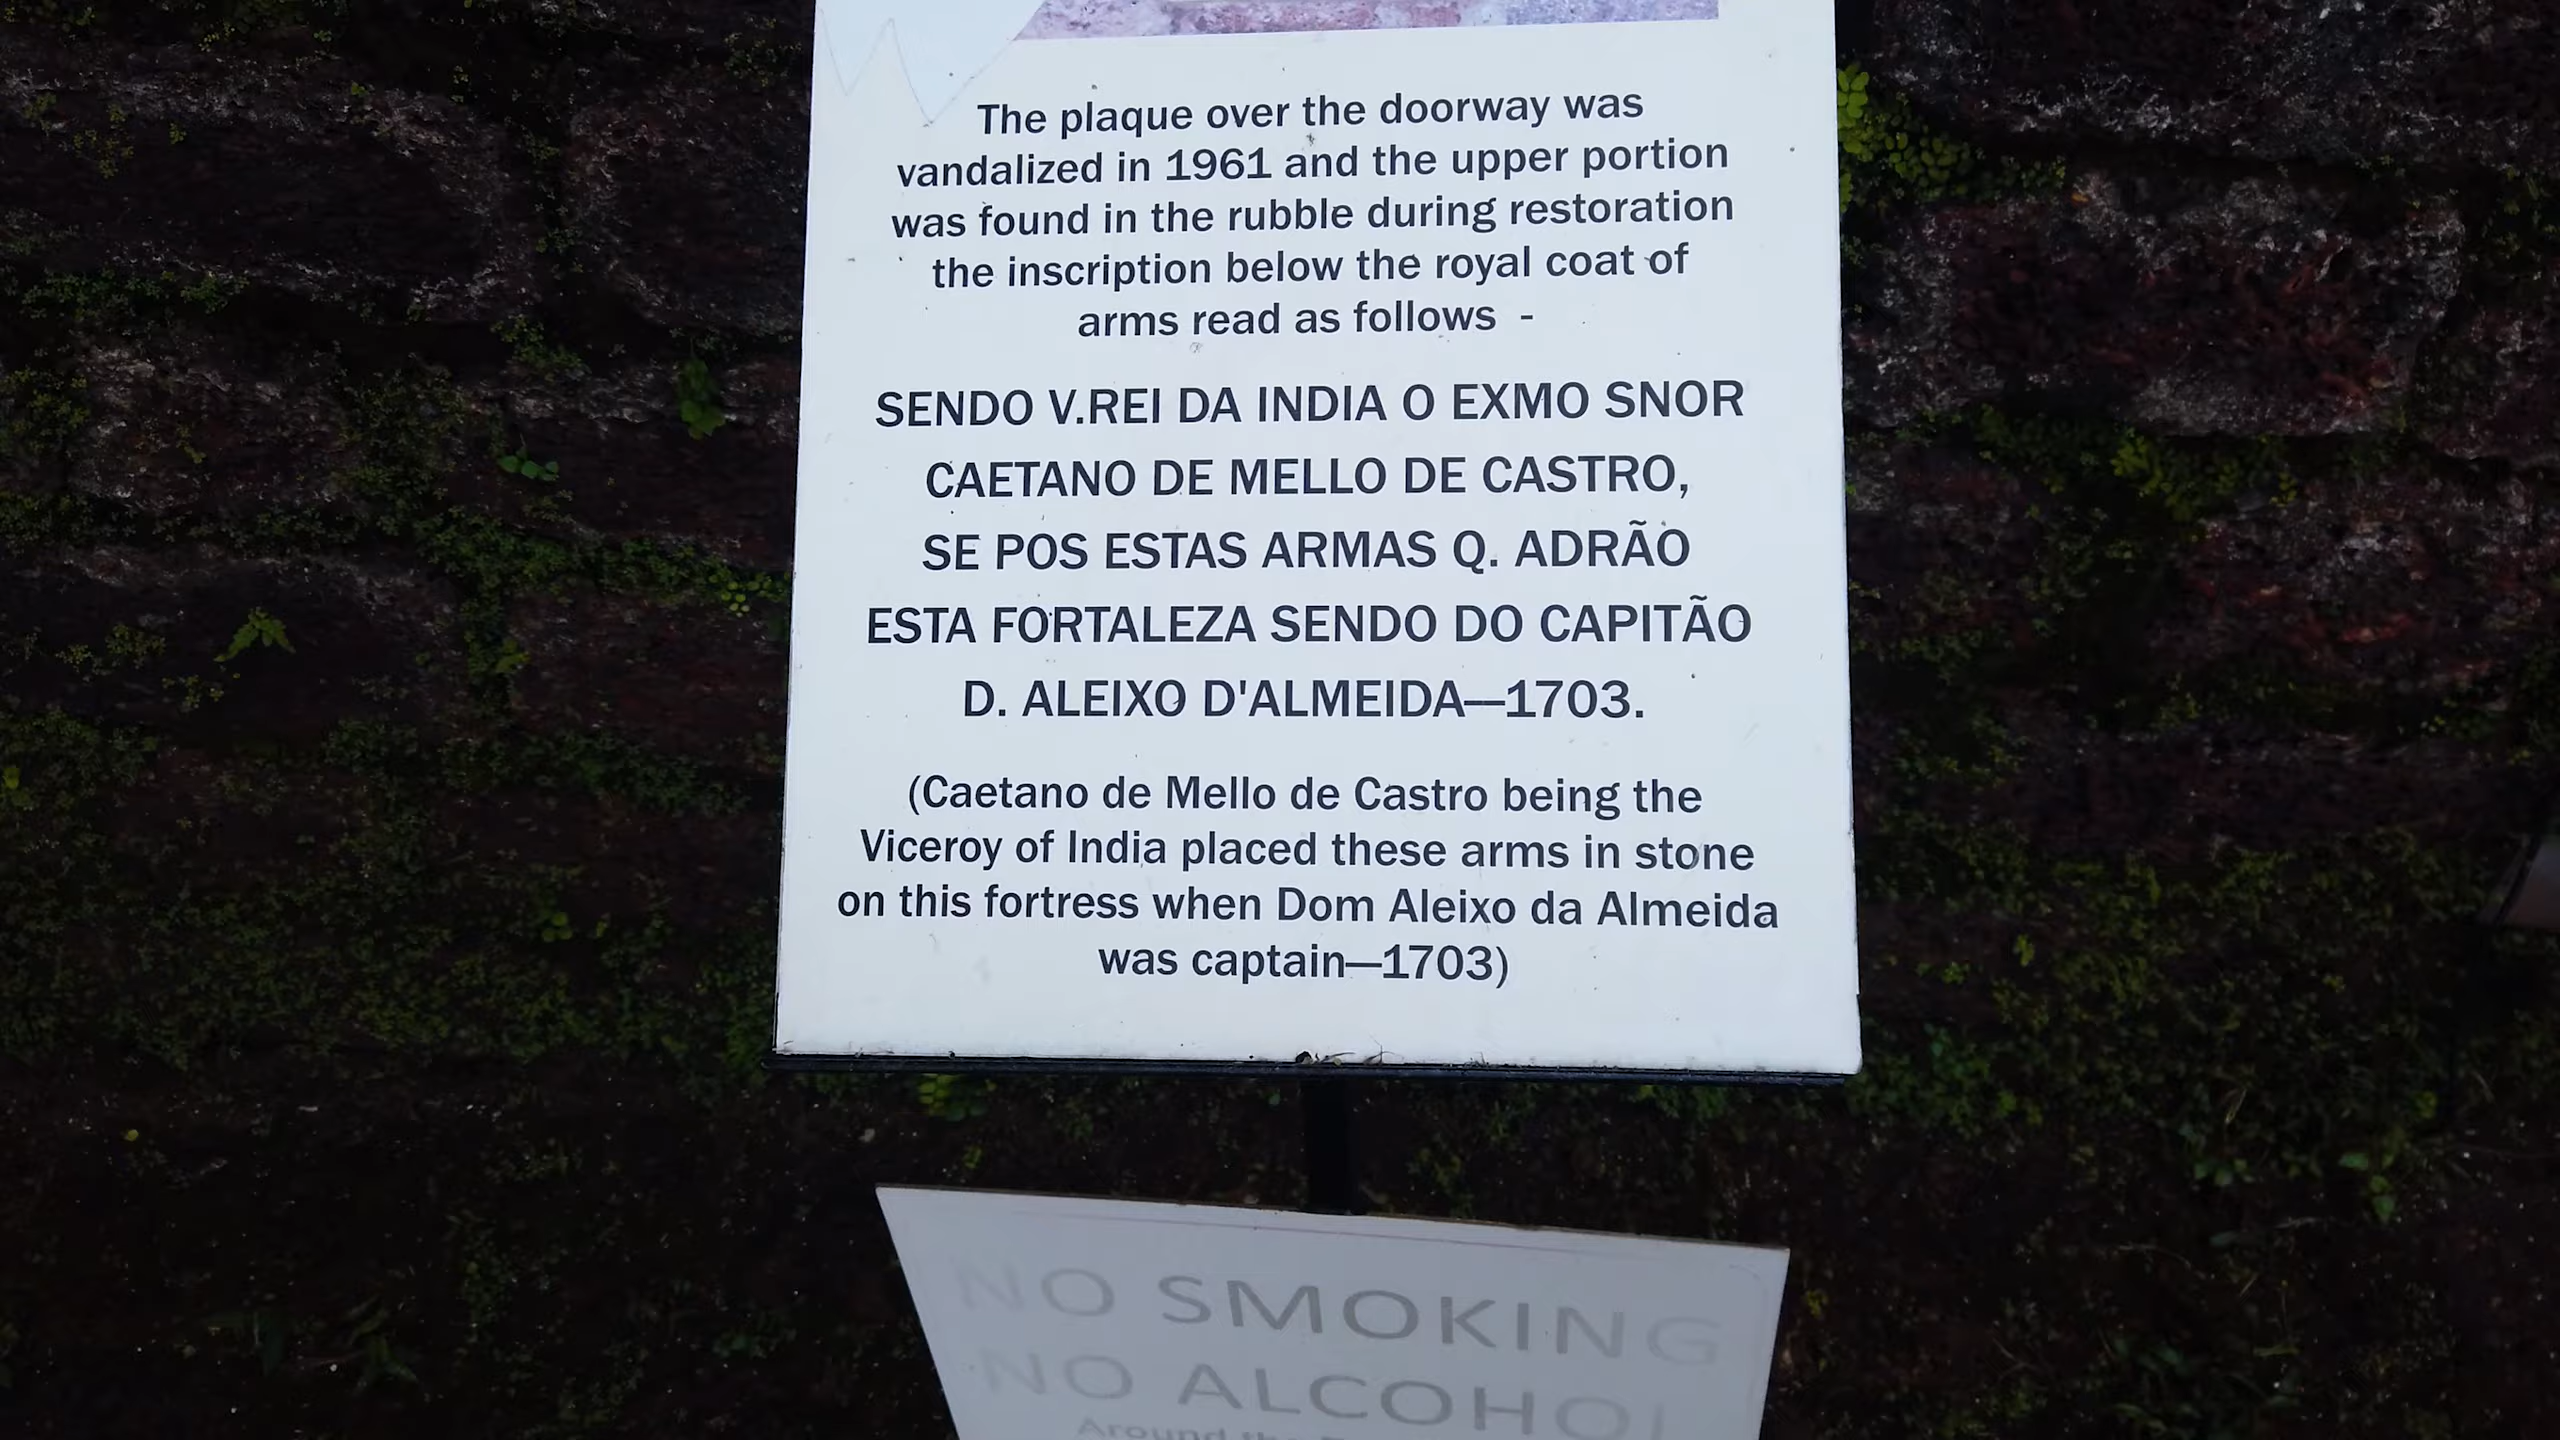 The plaque over the doorway was
vandalized in 1961 and the upper portion
was found in the rubble during restoration
the inscription below the royal coat of
arms read as follows -
SENDO V.REI DA INDIA O EXMO SNOR
CAETANO DE MELLO DE CASTRO,
SE POS ESTAS ARMAS Q. ADRÃO
ESTA FORTALEZA SENDO DO CAPITÃO
D. ALEIXO D'ALMEIDA—1703.
(Caetano de Mello de Castro being the
Viceroy of India placed these arms in stone
on this fortress when Dom Aleixo da Almeida
was captain—1703)
NO SMOKING
NO ALCOHOL
Around the